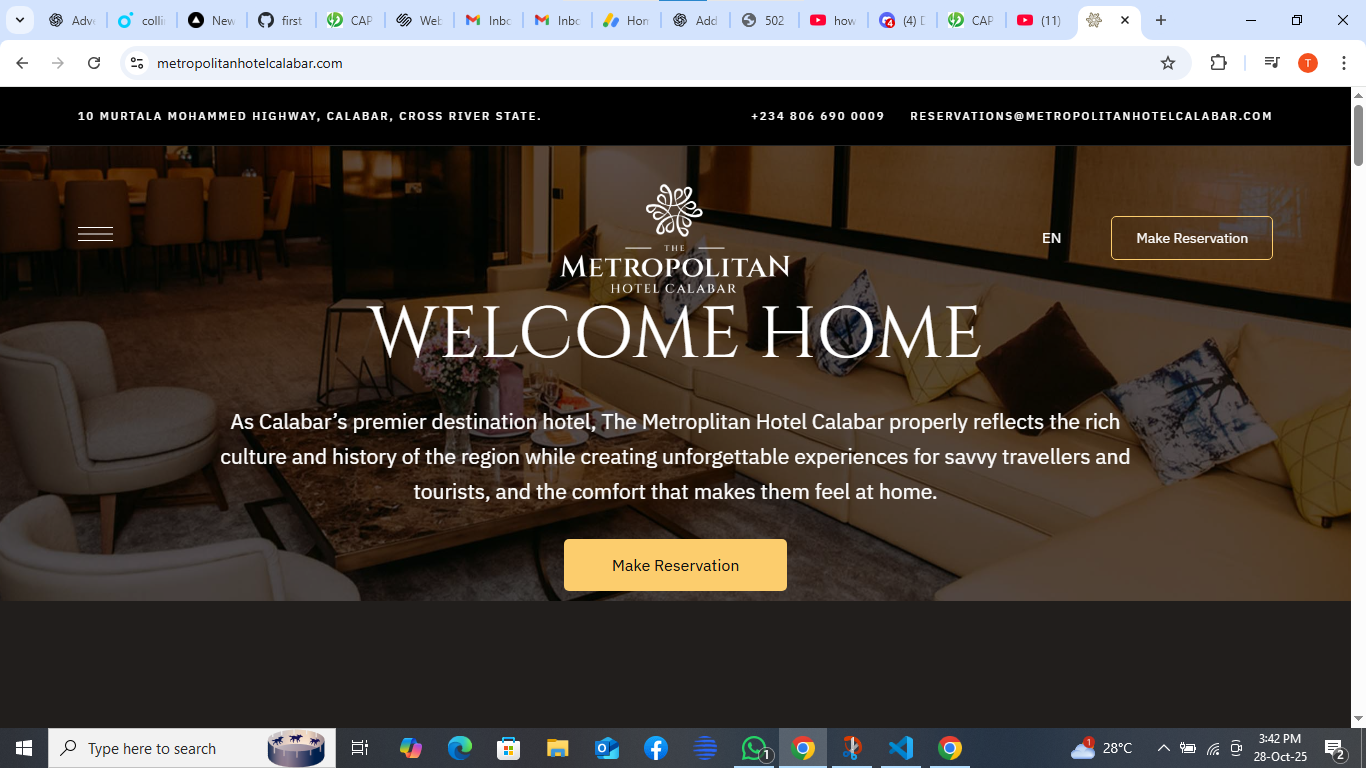 Adve
collin
New
first
CAP
Web
Inbo
Inbo
Hon
Add
502
how
(4) D
CAP
(11)
metropolitanhotelcalabar.com
T
10 MURTALA MOHAMMED HIGHWAY, CALABAR, CROSS RIVER STATE.
+234 806 690 0009
RESERVATIONS@METROPOLITANHOTELCALABAR.COM
THE
METROPOLITAN
HOTEL CALABAR
EN
Make Reservation
WELCOME HOME
As Calabar’s premier destination hotel, The Metroplitan Hotel Calabar properly reflects the rich
culture and history of the region while creating unforgettable experiences for savvy travellers and
tourists, and the comfort that makes them feel at home.
Make Reservation
Type here to search
1
1
28°C
3:42 PM
28-Oct-25
2